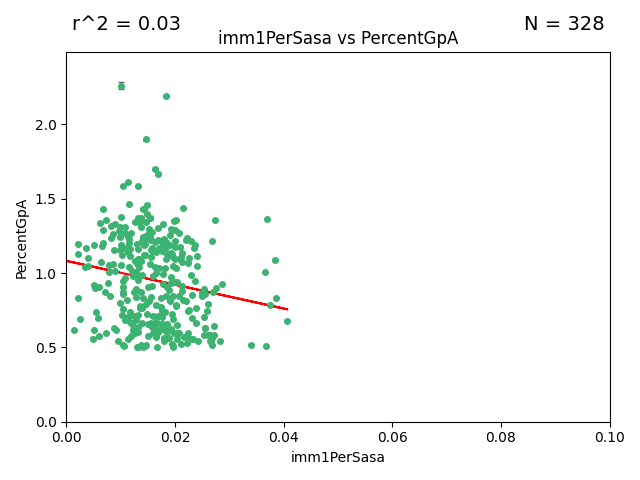 r^2 = 0.03
N = 328
imm1PerSasa vs PercentGpA
PercentGpA
2.0
1.5
1.0
0.5
0.0
0.00 0.02 0.04 0.06 0.08 0.10
imm1PerSasa